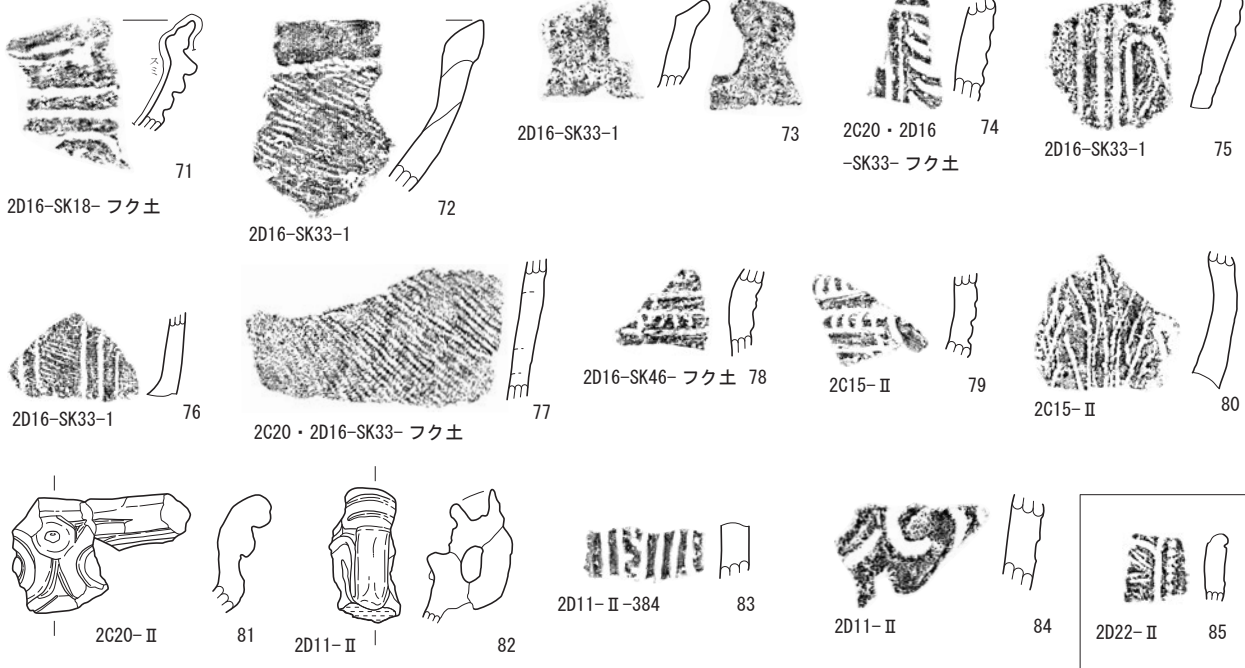 スミ
71
2D16-SK18- フク土
72
2D16-SK33-1
2D16-SK33-1
73
2C20・2D16
-SK33- フク土
74
2D16-SK33-1
75
2D16-SK33-1
76
2C20・2D16-SK33- フク土
77
2D16-SK46- フク土
78
2C15-Ⅱ
79
2C15-Ⅱ
80
2C20-Ⅱ
81
2D11-Ⅱ
82
2D11-Ⅱ-384
83
2D11-Ⅱ
84
2D22-Ⅱ
85